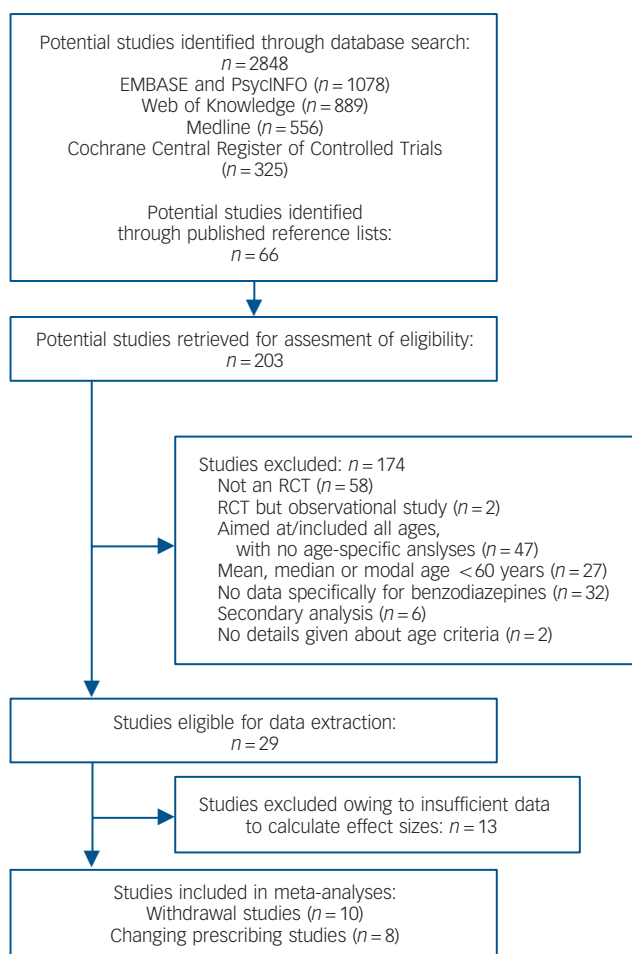 Potential studies identified through database search:
n = 2848
EMBASE and PsycINFO (n = 1078)
Web of Knowledge (n = 889)
Medline (n = 556)
Cochrane Central Register of Controlled Trials
(n = 325)
Potential studies identified
through published reference lists:
n = 66
Potential studies retrieved for assesment of eligibility:
n = 203
Studies excluded: n = 174
Not an RCT (n = 58)
RCT but observational study (n = 2)
Aimed at/included all ages,
with no age-specific anslyses (n = 47)
Mean, median or modal age <60 years (n = 27)
No data specifically for benzodiazepines (n = 32)
Secondary analysis (n = 6)
No details given about age criteria (n = 2)
Studies eligible for data extraction:
n = 29
Studies excluded owing to insufficient data
to calculate effect sizes: n = 13
Studies included in meta-analyses:
Withdrawal studies (n = 10)
Changing prescribing studies (n = 8)